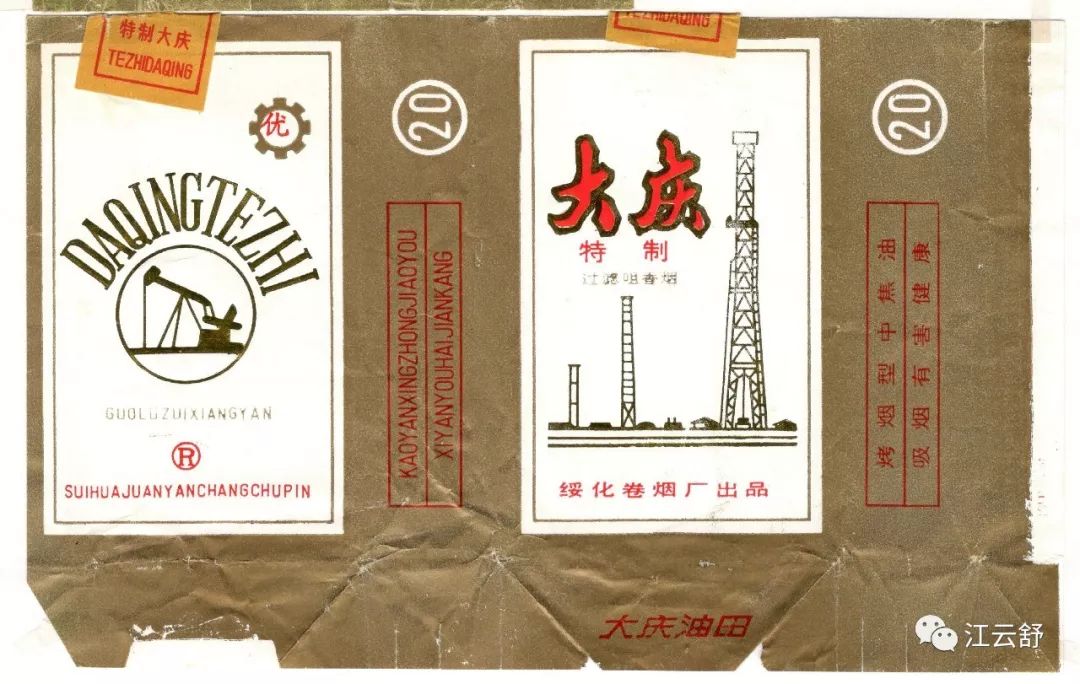 特制大庆
TEZHIDAQING
优
DAQINGTEZHI
GUOLUZUIXIANGYAN
R
SUIHUAJUANYANCHANGCHUPIN
20
KAOYANXINGZHONGJIAOYOU
XIYANYOUHAIJIANKANG
TEZHIDAQING
大庆
特制
过滤咀香烟
绥化卷烟厂出品
大庆油田
20
烤烟型中焦油
吸烟有害健康
江云舒